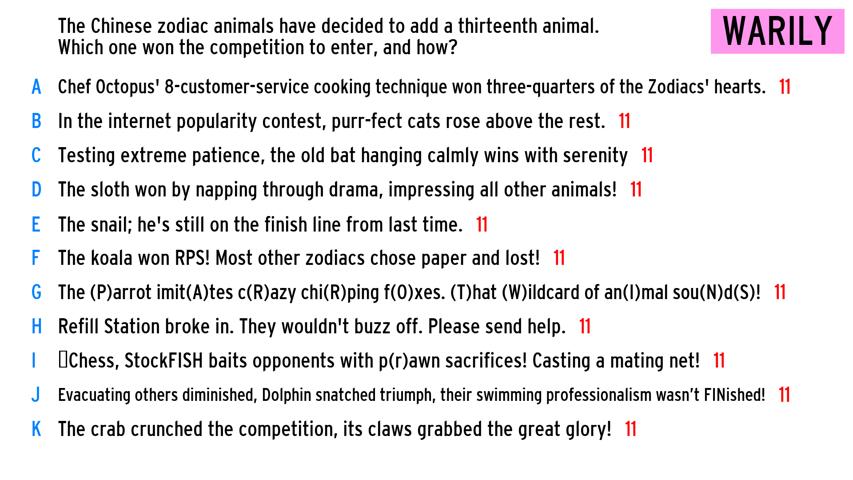 The Chinese zodiac animals have decided to add a thirteenth animal.
Which one won the competition to enter, and how?
WARILY
A Chef Octopus' 8-customer-service cooking technique won three-quarters of the Zodiacs' hearts. 11
B In the internet popularity contest, purr-fect cats rose above the rest. 11
C Testing extreme patience, the old bat hanging calmly wins with serenity 11
D The sloth won by napping through drama, impressing all other animals! 11
E The snail; he's still on the finish line from last time. 11
F The koala won RPS! Most other zodiacs chose paper and lost! 11
G The (P)arrot imit(A)tes c(R)azy chi(R)ping f(O)xes. (T)hat (W)ildcard of an(I)mal sou(N)d(S)! 11
H Refill Station broke in. They wouldn't buzz off. Please send help. 11
I ▯Chess, StockFISH baits opponents with p(r)awn sacrifices! Casting a mating net! 11
J Evacuating others diminished, Dolphin snatched triumph, their swimming professionalism wasn’t FINished! 11
K The crab crunched the competition, its claws grabbed the great glory! 11